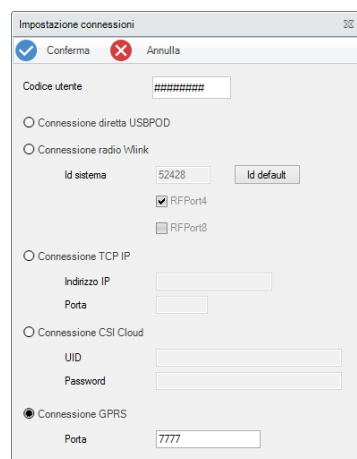 Impostazione connessioni
Conferma Annulla
Codice utente ########
Connessione diretta USBPOD
Connessione radio Wlink
Id sistema 52428 Id default
RFPort4
RFPort8
Connessione TCP IP
Indirizzo IP
Porta
Connessione CSI Cloud
UID
Password
Connessione GPRS
Porta 7777